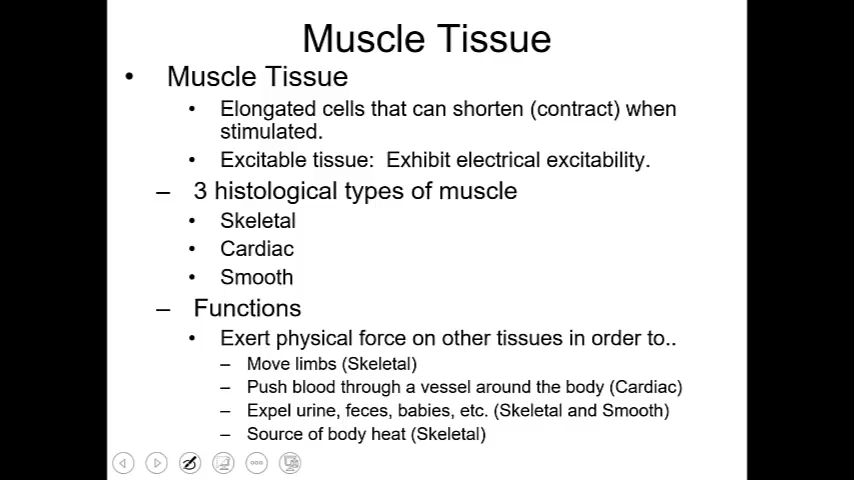 Muscle Tissue
• Muscle Tissue
• Elongated cells that can shorten (contract) when
stimulated.
• Excitable tissue:  Exhibit electrical excitability.
– 3 histological types of muscle
• Skeletal
• Cardiac
• Smooth
– Functions
• Exert physical force on other tissues in order to..
– Move limbs (Skeletal)
– Push blood through a vessel around the body (Cardiac)
– Expel urine, feces, babies, etc. (Skeletal and Smooth)
– Source of body heat (Skeletal)